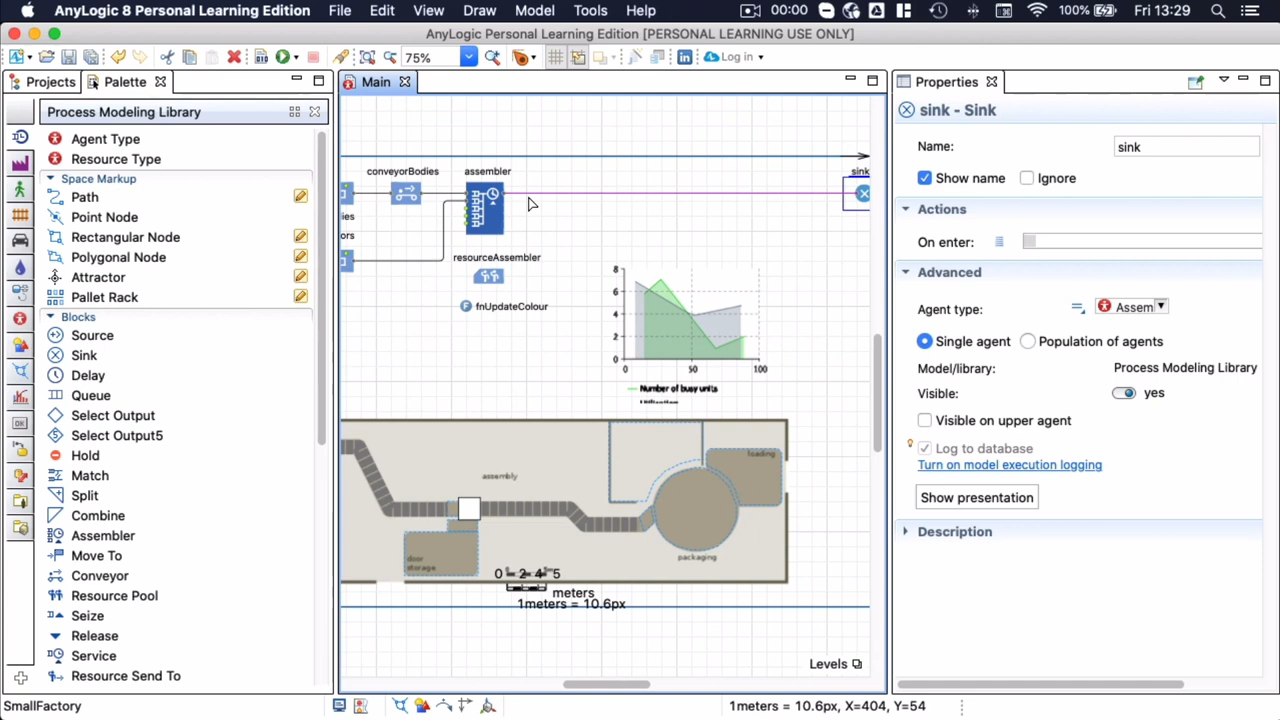 AnyLogic 8 Personal Learning Edition File Edit View Draw Model Tools Help 00:00 100% Fri 13:29
AnyLogic Personal Learning Edition [PERSONAL LEARNING USE ONLY]
75% Log in
Projects Palette Main Properties
Process Modeling Library
sink - Sink
Agent Type
Resource Type
Space Markup
Path
Point Node
Rectangular Node
Polygonal Node
Attractor
Pallet Rack
Blocks
Source
Sink
Delay
Queue
Select Output
Select Output5
Hold
Match
Split
Combine
Assembler
Move To
Conveyor
Resource Pool
Seize
Release
Service
Resource Send To
conveyorBodies assembler sink
ies
ors
resourceAssembler
fnUpdateColour
8
6
4
2
0
0 50 100
Number of busy units
loading
assembly
door
storage
packaging
0 2 4 5
meters
1meters = 10.6px
Levels
Name: sink
Show name Ignore
Actions
On enter:
Advanced
Agent type: Assem
Single agent Population of agents
Model/library: Process Modeling Library
Visible: yes
Visible on upper agent
Log to database
Turn on model execution logging
Show presentation
Description
SmallFactory 1meters = 10.6px, X=404, Y=54